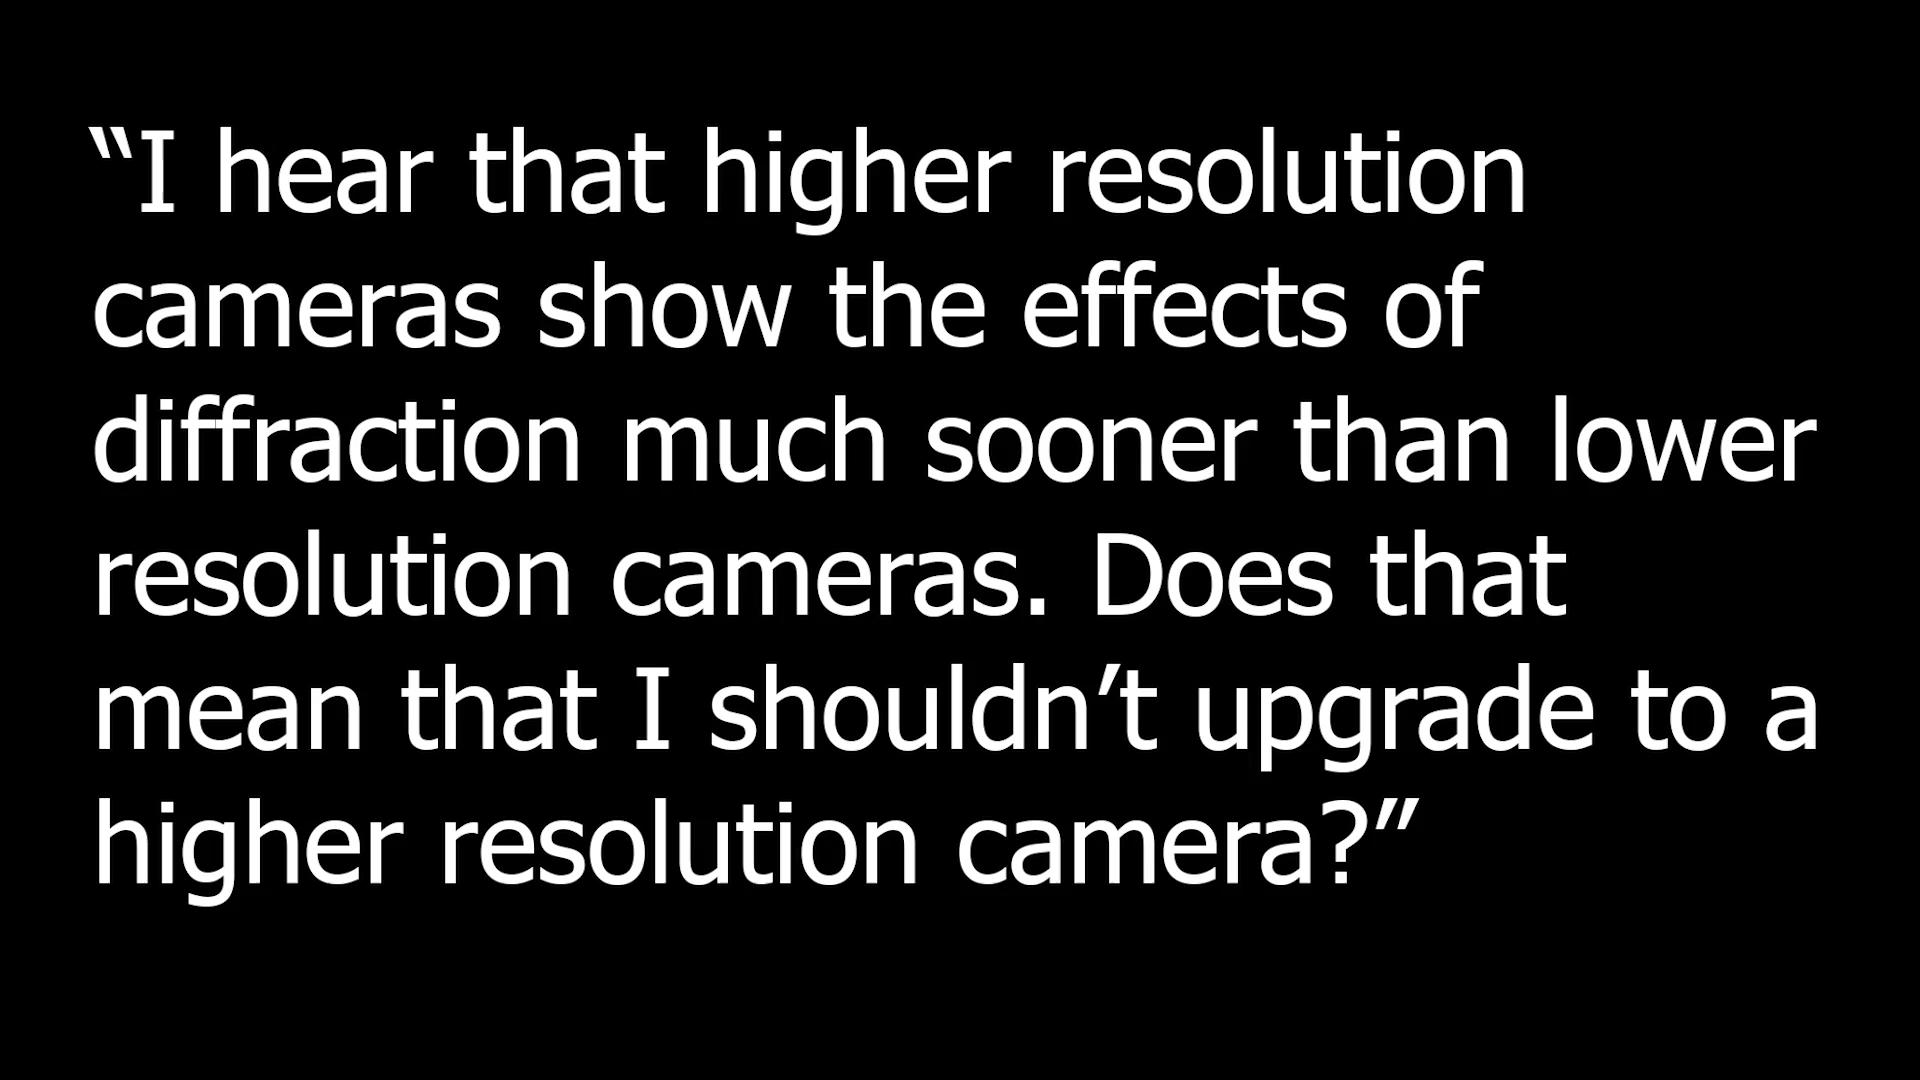 “I hear that higher resolution
cameras show the effects of
diffraction much sooner than lower
resolution cameras. Does that
mean that I shouldn’t upgrade to a
higher resolution camera?”